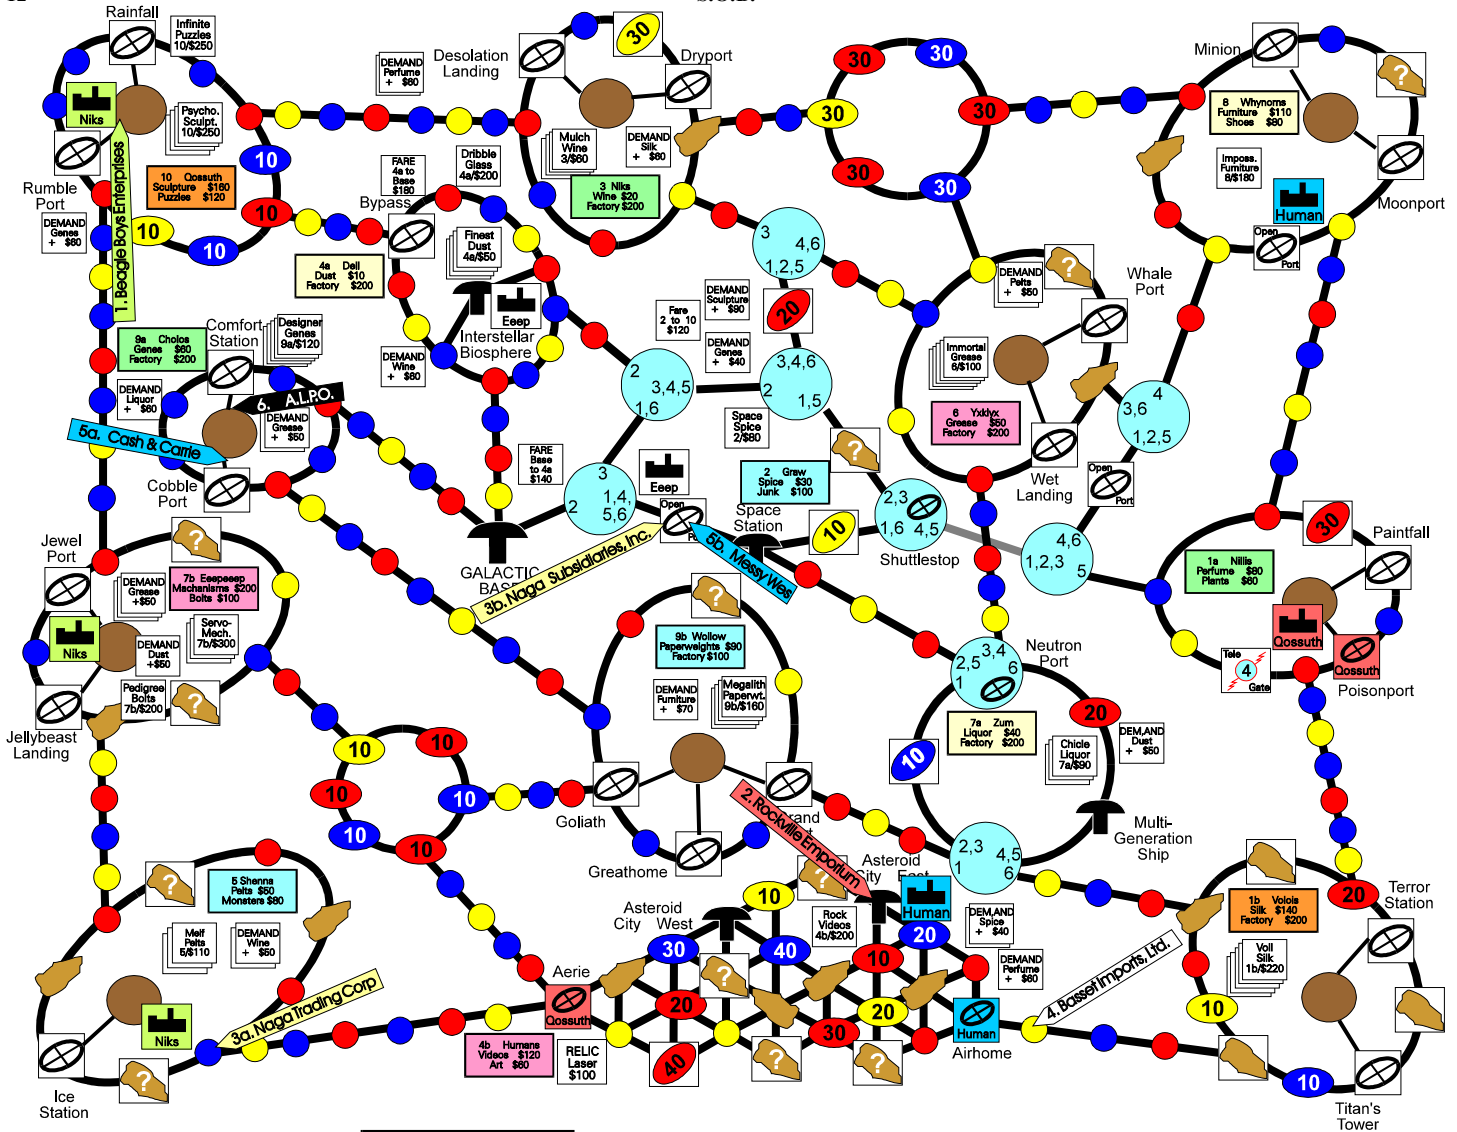 S.O.B.
Rainfall
Infinite
Puzzles
10/$250
Niks
Psycho.
Sculpt.
10/$250
Rumble
Port
DEMAND
Genes
+ $60
10 Qossuth
Sculpture $160
Puzzles $120
1. Beagle Boys Enterprises
10
10
10
10
DEMAND
Perfume
+ $60
Desolation
Landing
30
Dryport
Mulch
Wine
3/$60
DEMAND
Silk
+ $60
3 Niks
Wine $20
Factory $200
FARE
4a to
Base
$180
Bypass
Dribble
Glass
4a/$200
Finest
Dust
4a/$50
4a Dell
Dust $10
Factory $200
Eeep
Interstellar
Biosphere
DEMAND
Wine
+ $60
30
30
30
30
30
30
Minion
?
8 Whynoms
Furniture $110
Shoes $80
Imposs.
Furniture
8/$180
Human
Moonport
Open
Port
3
4,6
1,2,5
20
DEMAND
Sculpture
+ $90
Fare
2 to 10
$120
DEMAND
Genes
+ $40
DEMAND
Pelts
+ $50
?
Whale
Port
Immortal
Grease
6/$100
6 Yxklyx
Grease $50
Factory $200
Wet
Landing
9a Cholos
Genes $60
Factory $200
Comfort
Station
Designer
Genes
9a/$120
DEMAND
Liquor
+ $60
6. A.L.P.O.
DEMAND
Grease
+ $50
5a. Cash & Carrie
Cobble
Port
2
3,4,5
1,6
3,4,6
2
1,5
Space
Spice
2/$80
?
2 Graw
Spice $30
Junk $100
4
3,6
1,2,5
Open
Port
FARE
Base
to 4a
$140
3
2
1,4,
5,6
Eeep
Open
Space
Station
10
2,3
1,6
4,5
Shuttlestop
4,6
1,2,3
5
GALACTIC
BASE
3b. Naga Subsidiaries, Inc.
5b. Messy Wes
30
Paintfall
1a Nillis
Perfume $80
Plants $60
Qossuth
Qossuth
Tele
4
Gate
Poisonport
Jewel
Port
?
DEMAND
Grease
+$50
7b Eeepeeep
Machanisms $200
Bolts $100
Niks
DEMAND
Dust
+$50
Servo-
Mech.
7b/$300
Pedigree
Bolts
7b/$200
?
Jellybeast
Landing
?
9b Wollow
Paperweights $90
Factory $100
DEMAND
Furniture
+ $70
Megalith
Paperwt.
9b/$160
Neutron
Port
3,4
2,5
6
1
7a Zum
Liquor $40
Factory $200
20
10
Chicle
Liquor
7a/$90
DEM,AND
Dust
+ $50
Multi-
Generation
Ship
10
10
10
10
10
10
Goliath
Greathome
2. Rockville Emporium
2,3
4,5
1
6
?
5 Shenna
Pelts $50
Monsters $80
Melf
Pelts
5/$110
DEMAND
Wine
+ $50
Niks
3a. Naga Trading Corp
?
Ice
Station
Asteroid
City West
Asteroid
City East
?
10
Human
Rock
Videos
4b/$200
DEM,AND
Spice
+ $40
DEMAND
Perfume
+ $60
30
40
20
10
?
20
20
30
40
?
?
Aerie
Qossuth
4b Humans
Videos $120
Art $60
RELIC
Laser
$100
Human
Airhome
4. Basset Imports, Ltd.
?
20
Terror
Station
1b Volois
Silk $140
Factory $200
Voll
Silk
1b/$220
10
?
?
10
Titan's
Tower